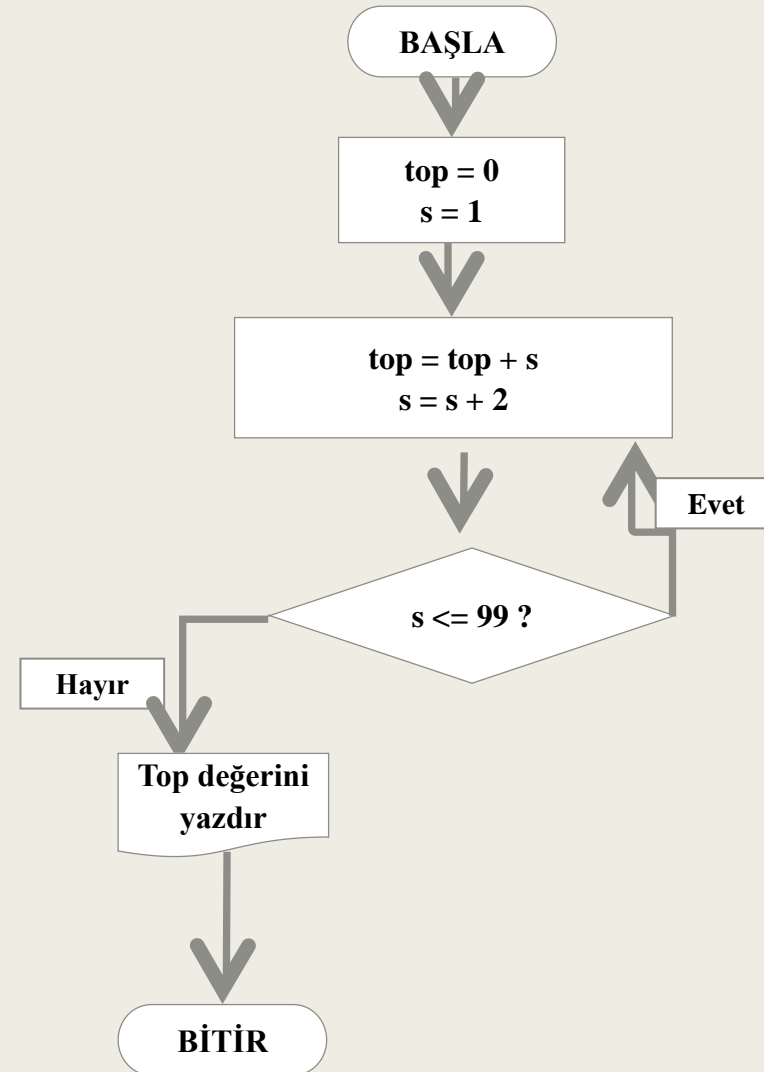 BAŞLA
top = 0
s = 1
top = top + s
s = s + 2
Evet
s <= 99 ?
Hayır
Top değerini
yazdır
BİTİR